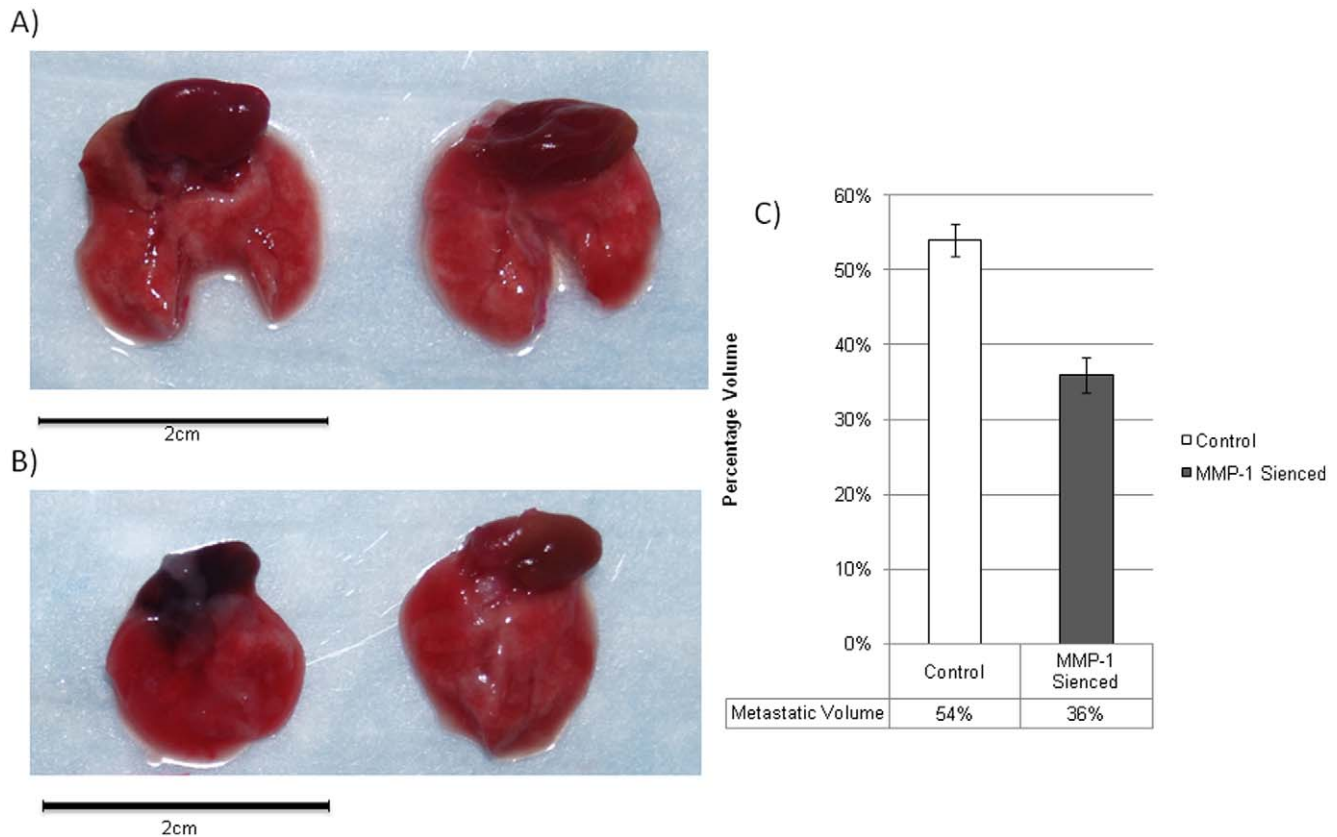 A)
2cm
B)
2cm
C)
Percentage Volume
60%
50%
40%
30%
20%
10%
0%
Control
MMP-1
Sienced
Metastatic Volume 54% 36%
Control
MMP-1 Sienced